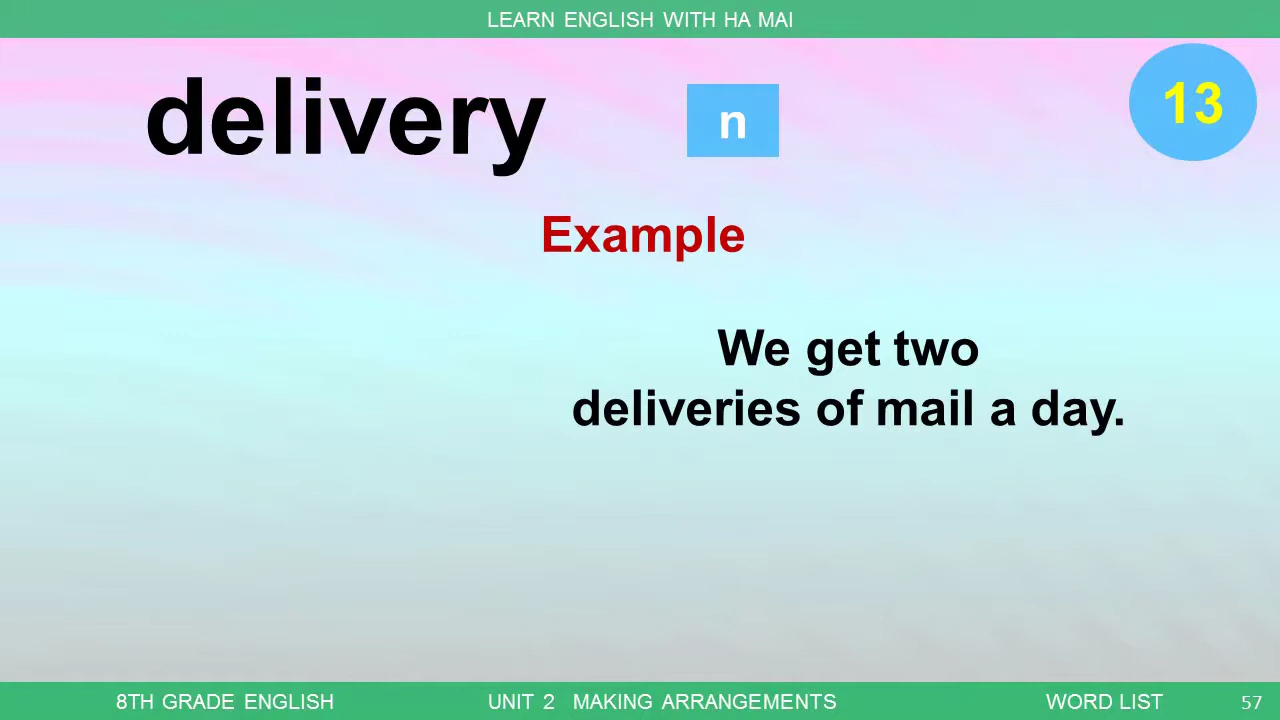 LEARN ENGLISH WITH HA MAI
delivery n 13
Example
We get two
deliveries of mail a day.
8TH GRADE ENGLISH UNIT 2 MAKING ARRANGEMENTS WORD LIST 57